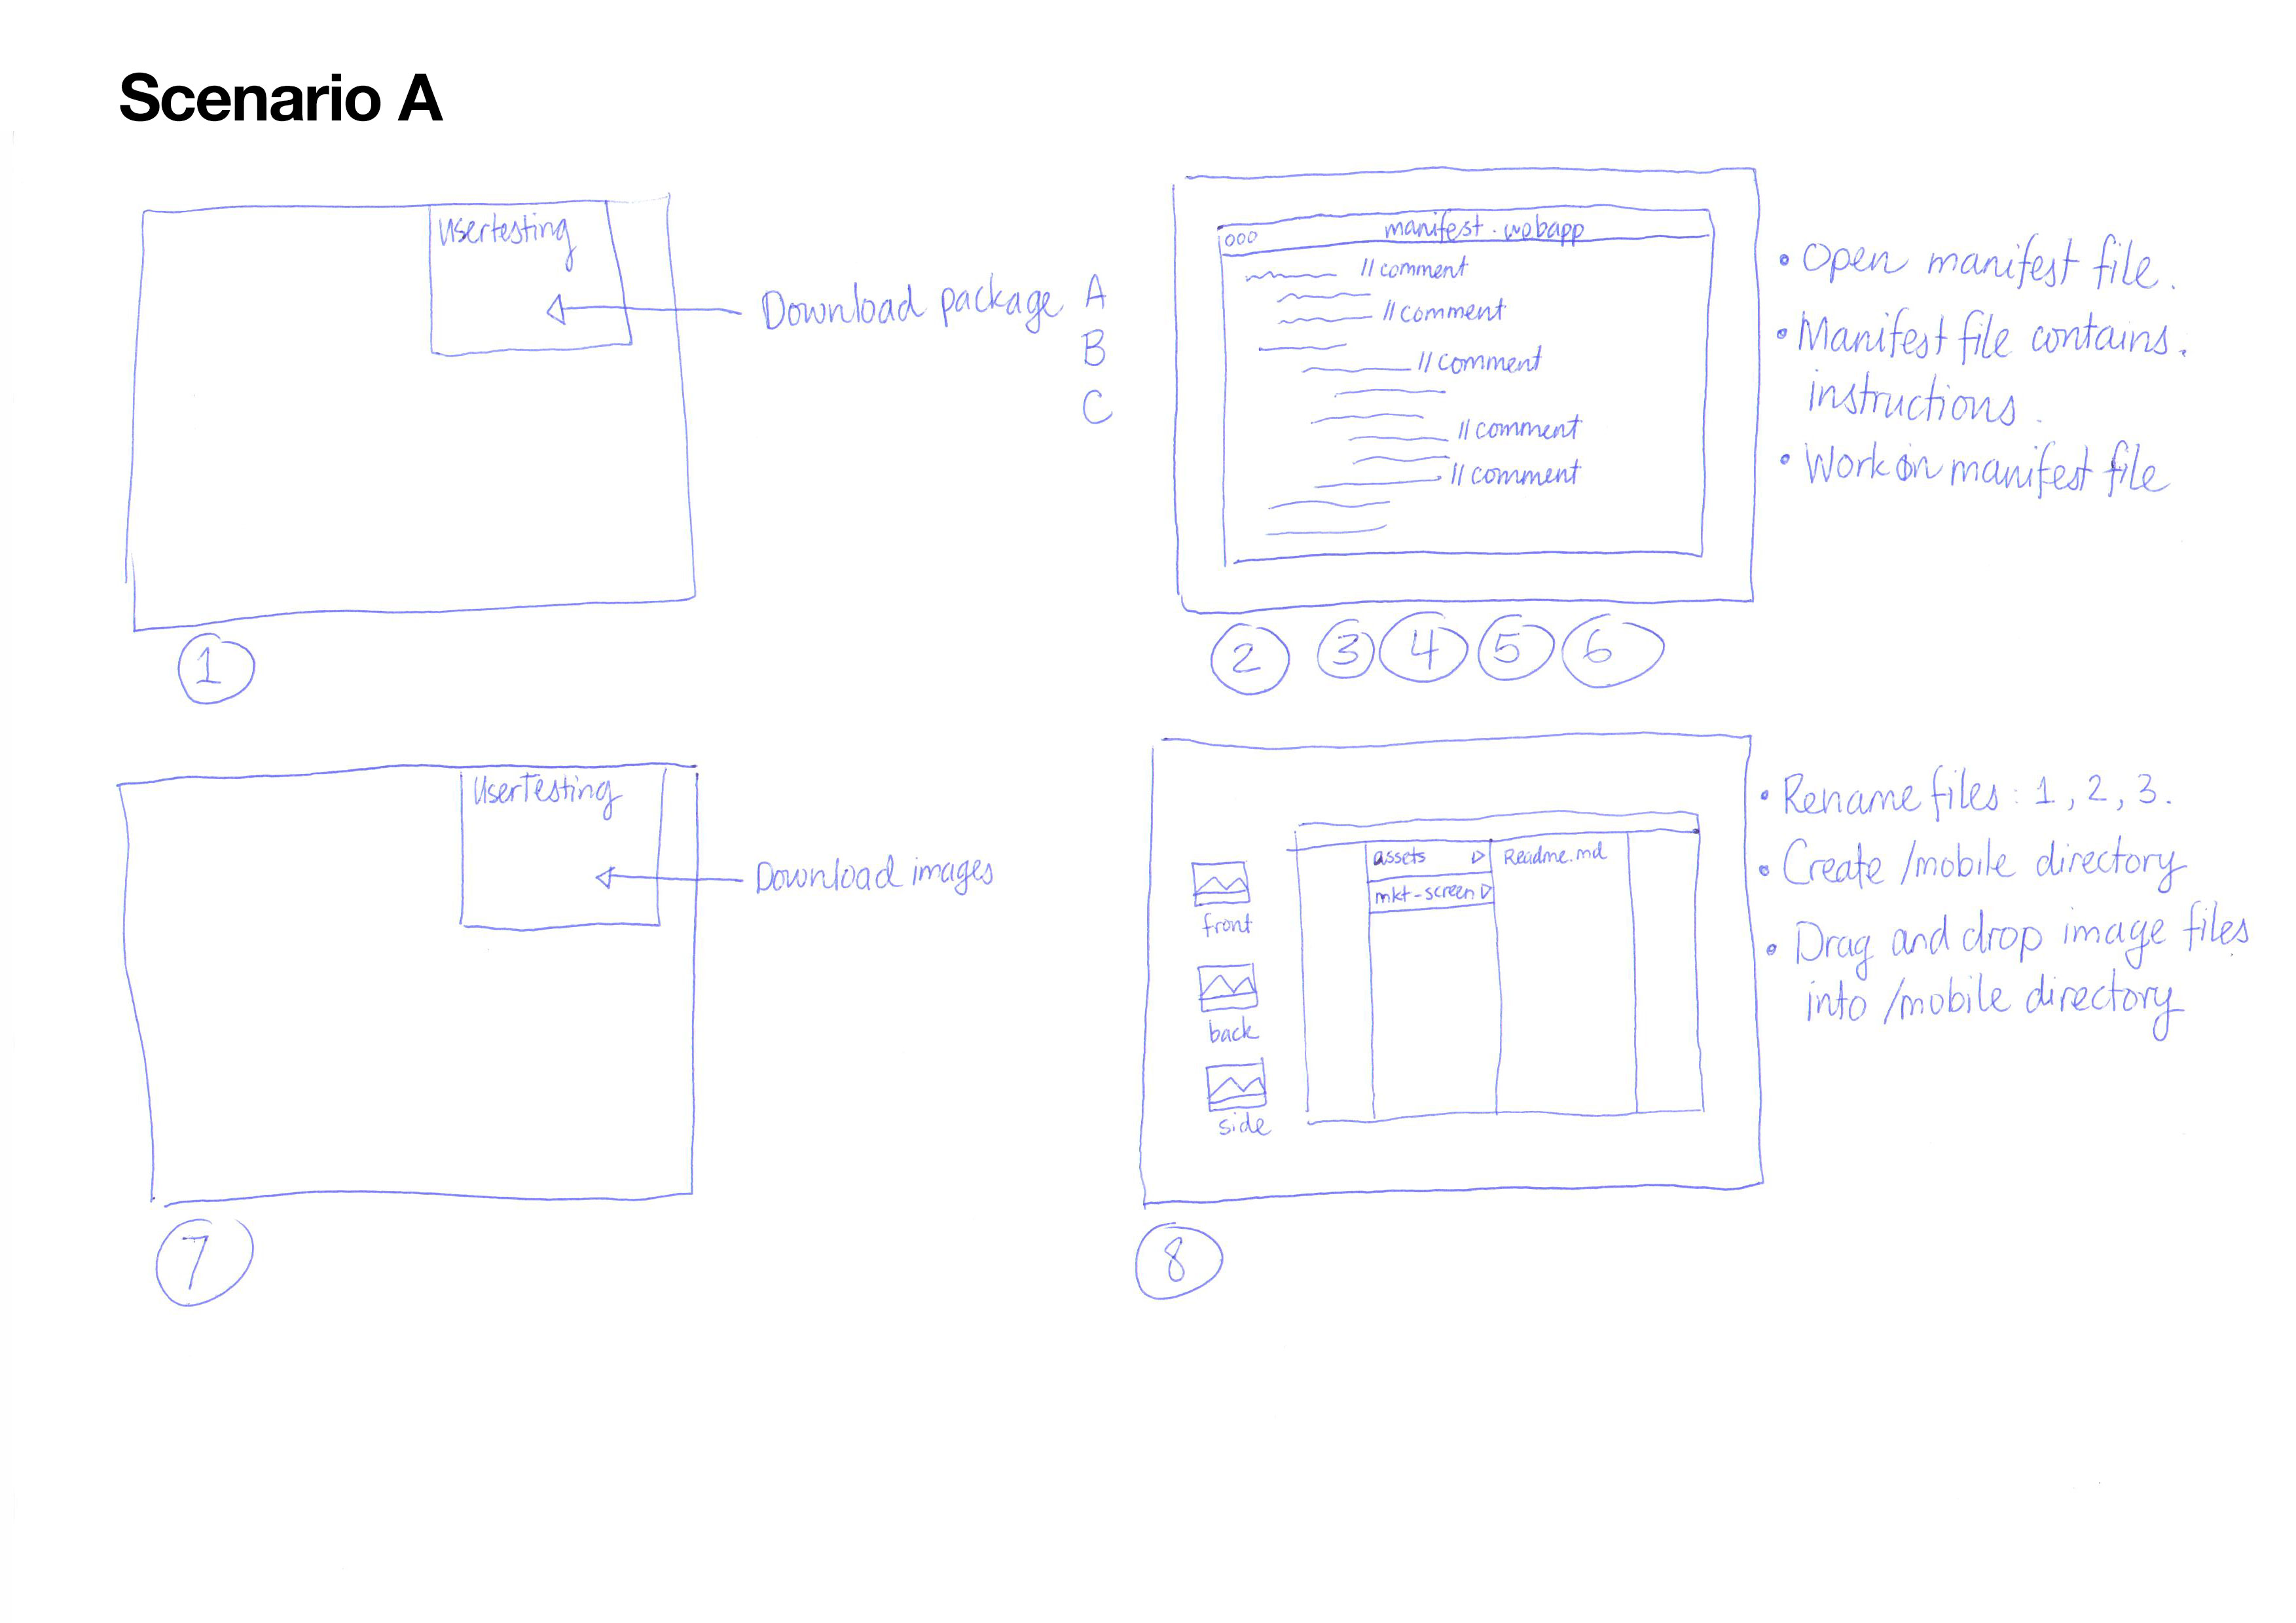 Scenario A
Usertesting
Download package A
B
C
1
ooo manifest.webapp
// comment
// comment
// comment
// comment
// comment
• Open manifest file.
• Manifest file contains.
instructions.
• Work on manifest file
2 3 4 5 6
UserTesting
Download images
7
front
back
side
assets
mkt-screen
Readme.md
• Rename files: 1, 2, 3.
• Create /mobile directory
• Drag and drop image files
into /mobile directory
8